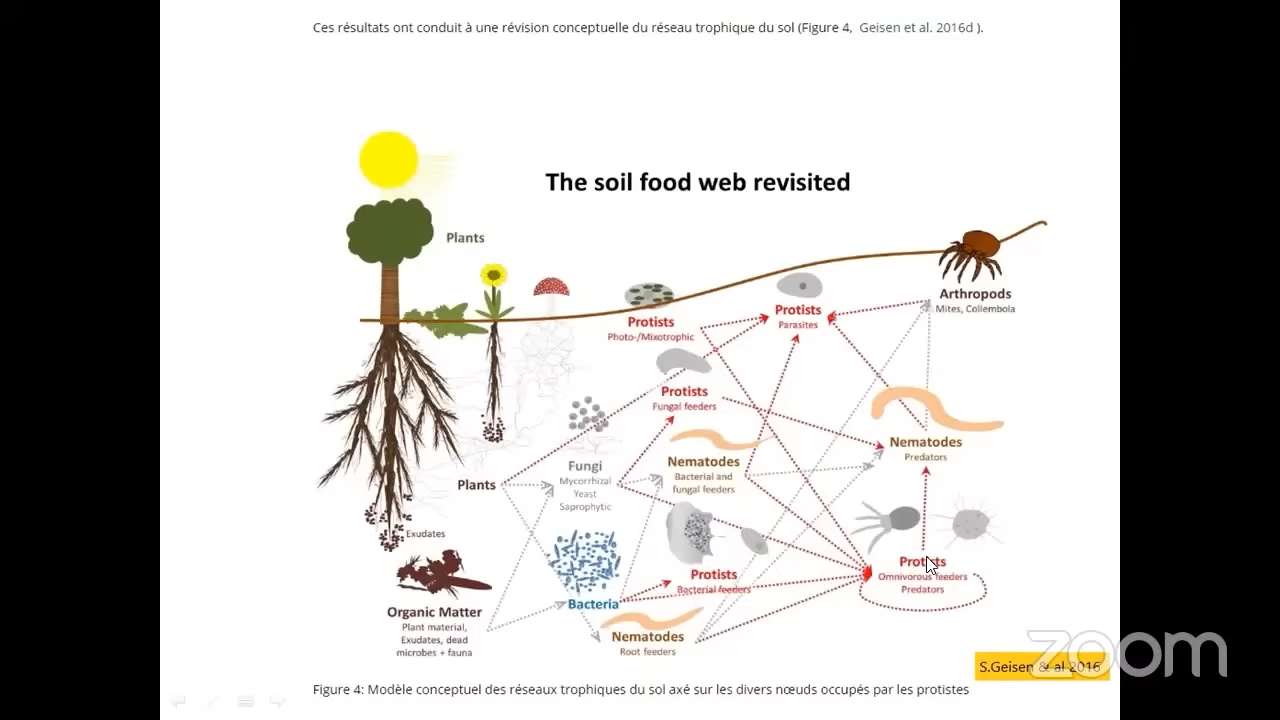 Ces résultats ont conduit à une révision conceptuelle du réseau trophique du sol (Figure 4, Geisen et al. 2016d ).
The soil food web revisited
Plants
Arthropods
Mites, Collembola
Protists
Parasites
Protists
Photo-/Mixotrophic
Protists
Fungal feeders
Nematodes
Predators
Nematodes
Bacterial and
fungal feeders
Fungi
Mycorrhizal
Yeast
Saprophytic
Plants
Exudates
Protists
Omnivorous feeders
Predators
Protists
Bacterial feeders
Bacteria
Organic Matter
Plant material,
Exudates, dead
microbes + fauna
Nematodes
Root feeders
S.Geisen & al 2016
zoom
Figure 4: Modèle conceptuel des réseaux trophiques du sol axé sur les divers nœuds occupés par les protistes